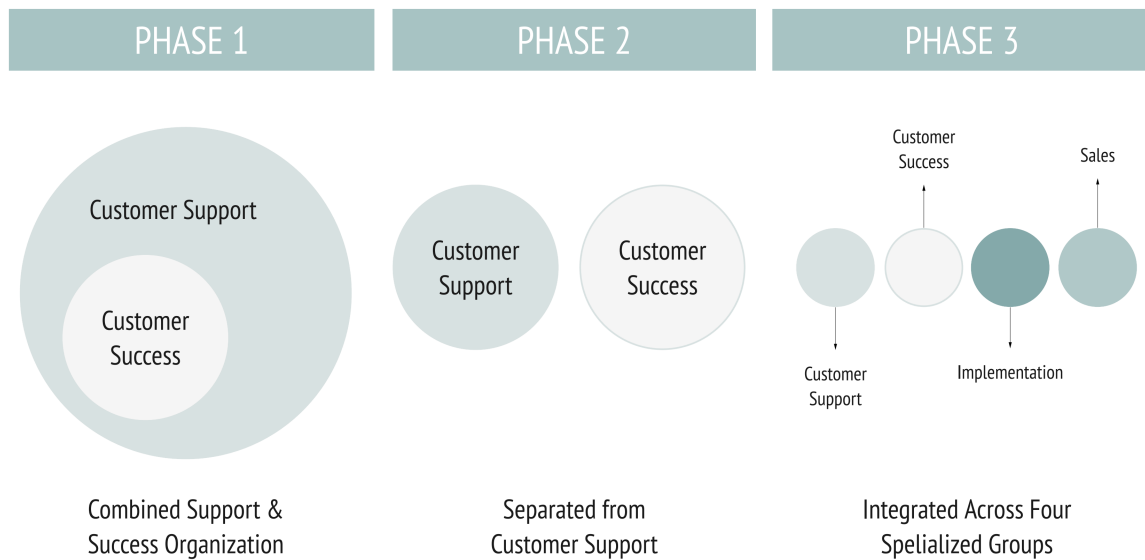 PHASE 1
Customer Support
Customer
Success
Combined Support &
Success Organization
PHASE 2
Customer
Support
Customer
Success
Separated from
Customer Support
PHASE 3
Customer
Success
Sales
Customer
Support
Implementation
Integrated Across Four
Spelialized Groups